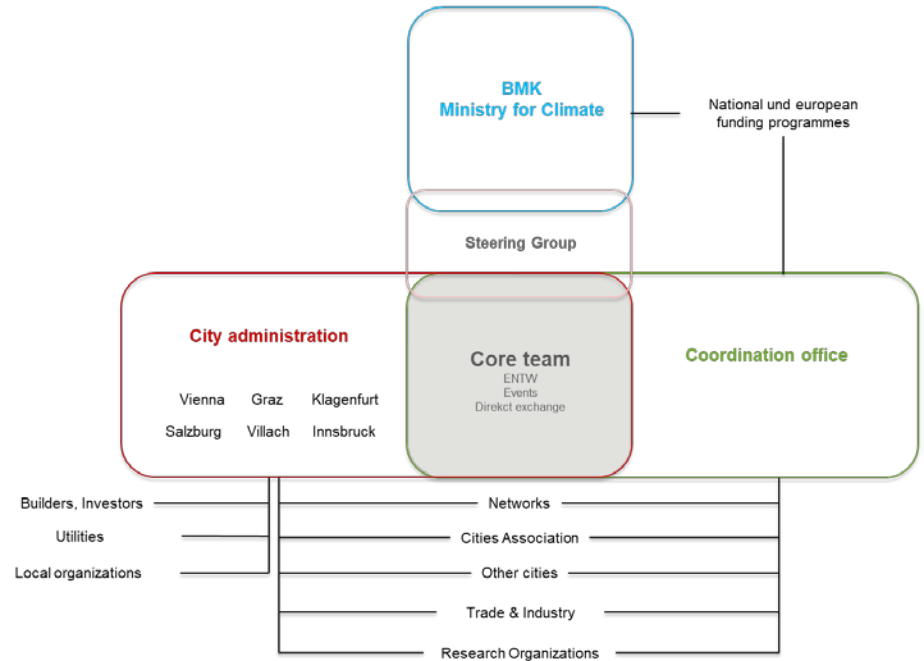 BMK
Ministry for Climate
National und european
funding programmes
Steering Group
City administration
Vienna Graz Klagenfurt
Salzburg Villach Innsbruck
Core team
ENTW
Events
Direkct exchange
Coordination office
Builders, Investors
Utilities
Local organizations
Networks
Cities Association
Other cities
Trade & Industry
Research Organizations